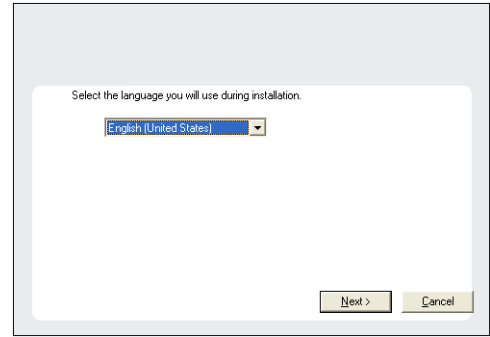 Select the language you will use during installation.
English (United States)
Next >
Cancel